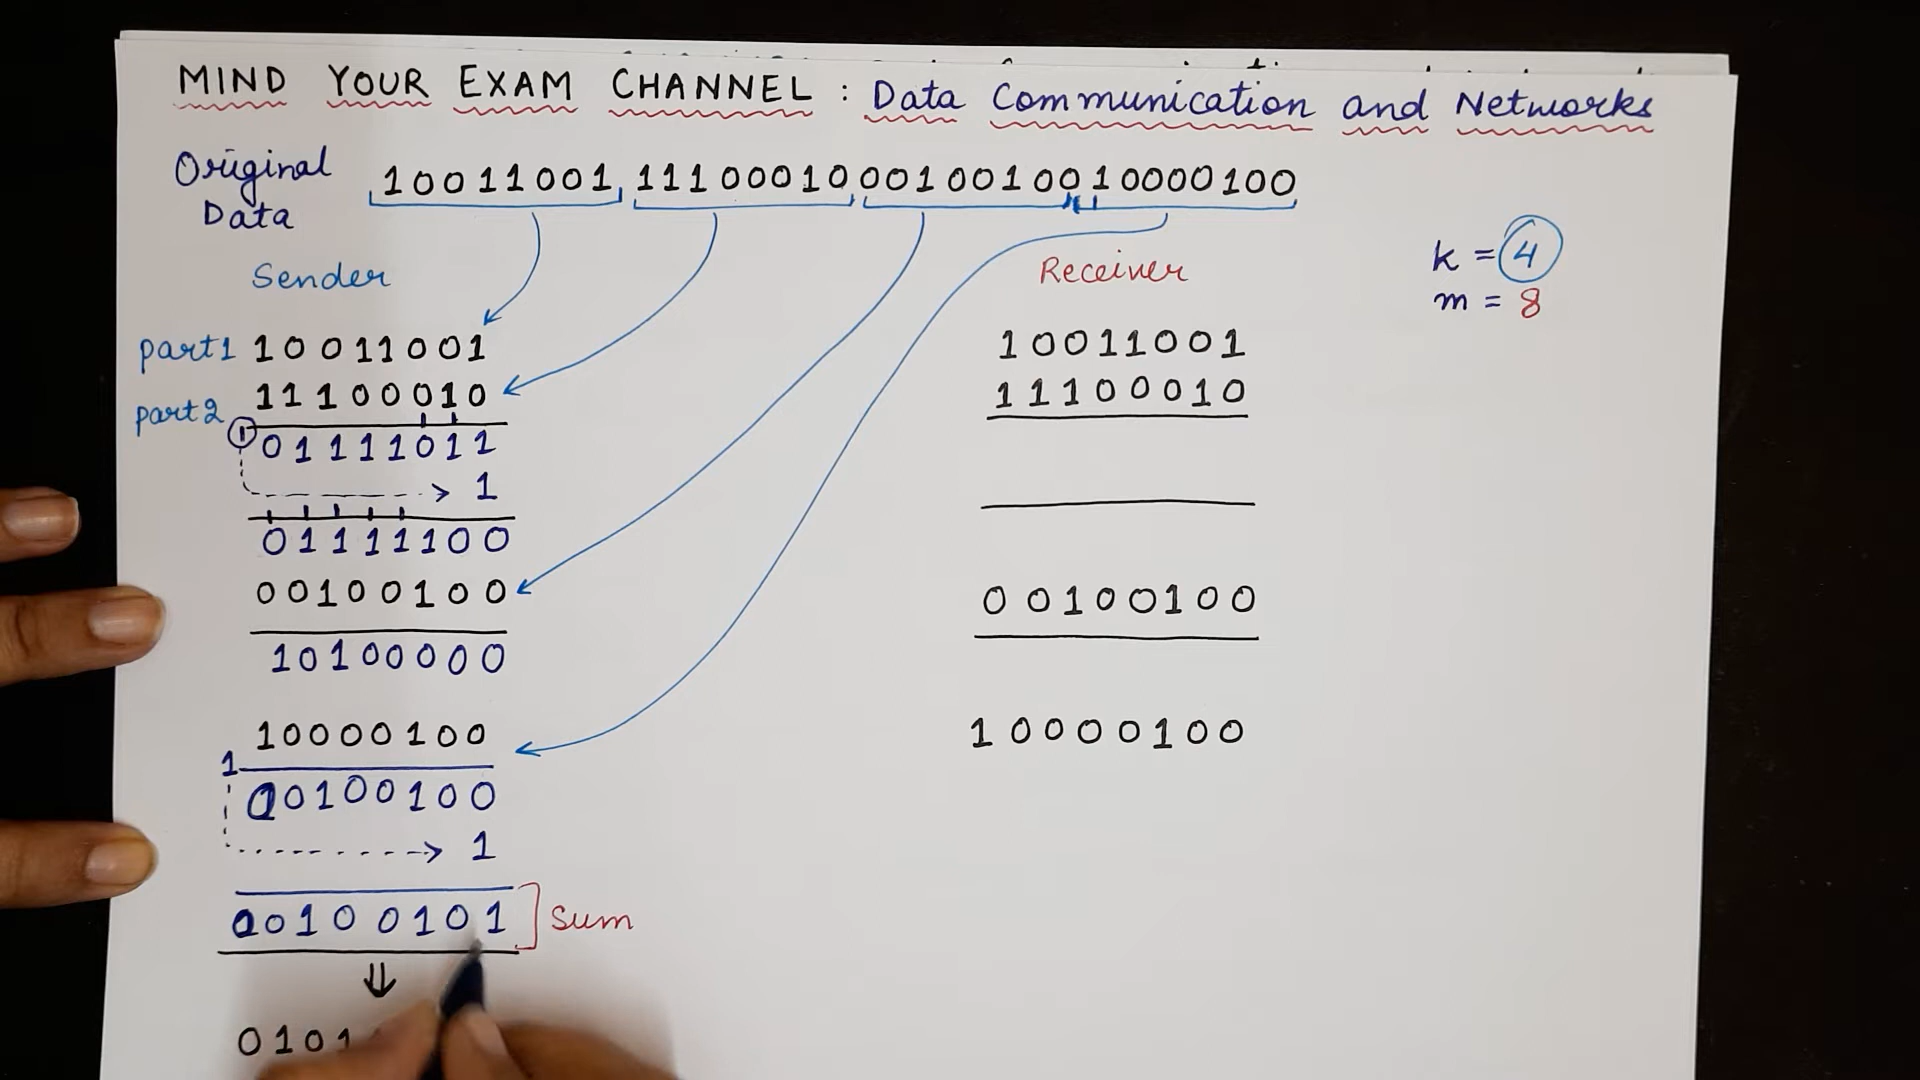 MIND YOUR EXAM CHANNEL : Data Communication and Networks
Original Data 10011001 11100010 00100100 10000100
Sender
Receiver
k = 4
m = 8
part1 10011001
part2 11100010
1 01111011
1
01111100
00100100
10100000
10000100
1
00100100
1
00100101 Sum
0101
10011001
11100010
00100100
10000100